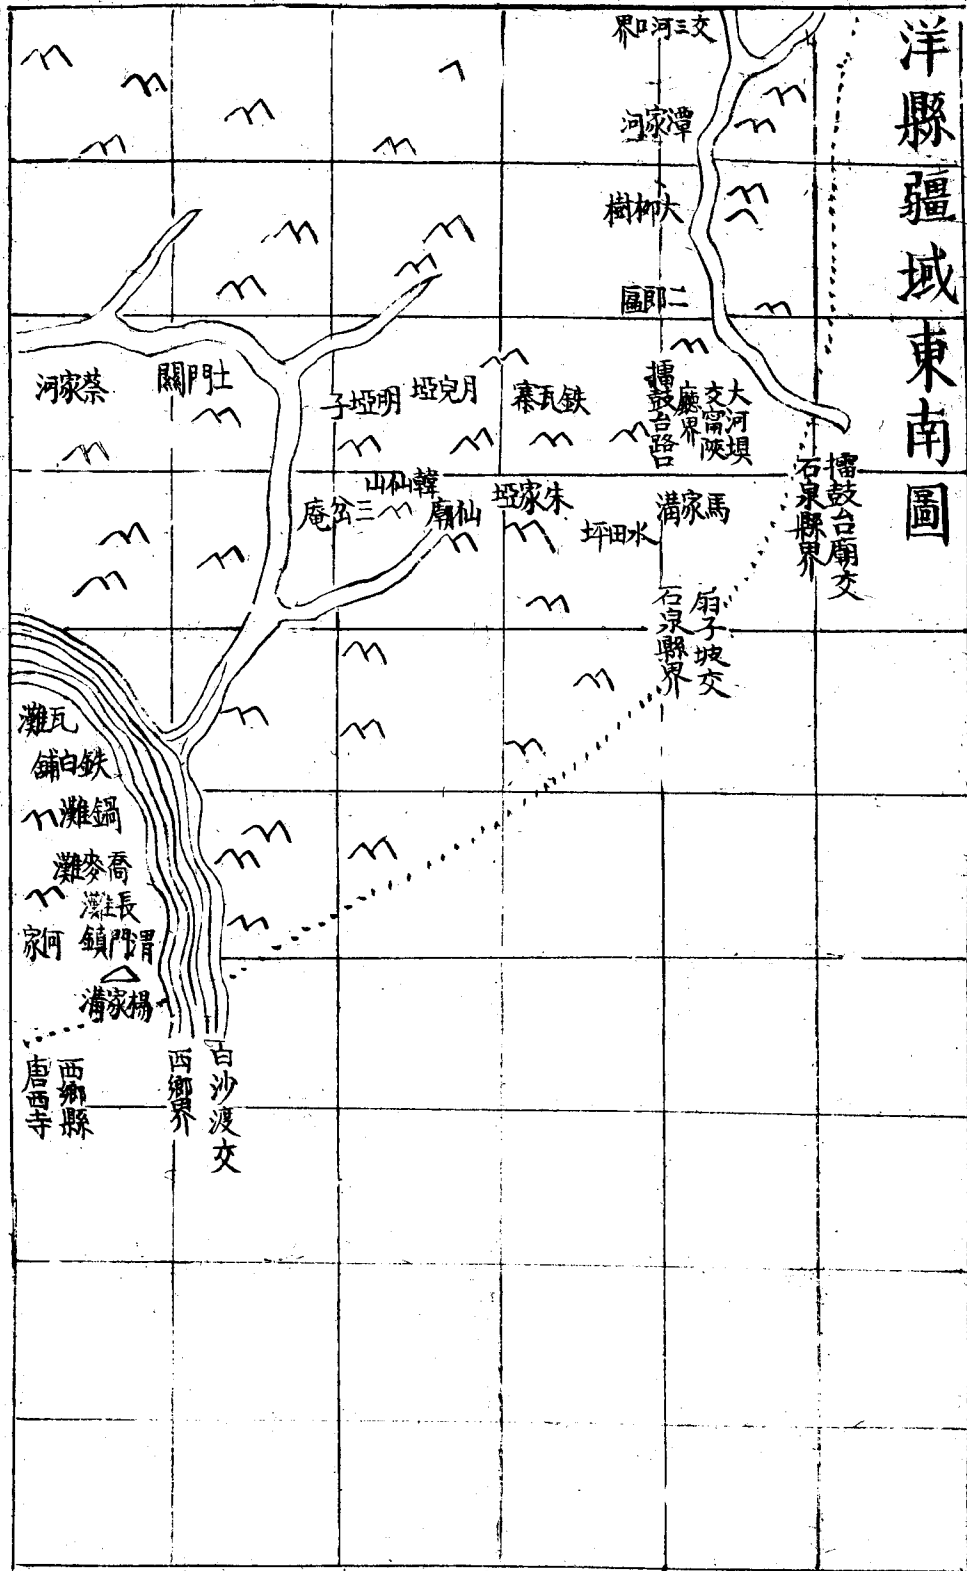 洋縣疆域東南圖
交三河口界
潭家河
大柳樹
二郎區
大河壩
交甯陝
廳界
擂鼓台路
擂鼓台廟交
石泉縣界
鉄瓦寨
月兒埡
明埡子
土門關
蔡家河
馬家溝
水田坪
朱家埡
仙廟
韓仙山
三岔庵
扇子坡交
石泉縣界
瓦灘
鉄白鋪
鍋灘
喬麥灘
長灘
渭門鎮
何家
楊家溝
白沙渡交
西鄉界
西鄉縣
唐西寺